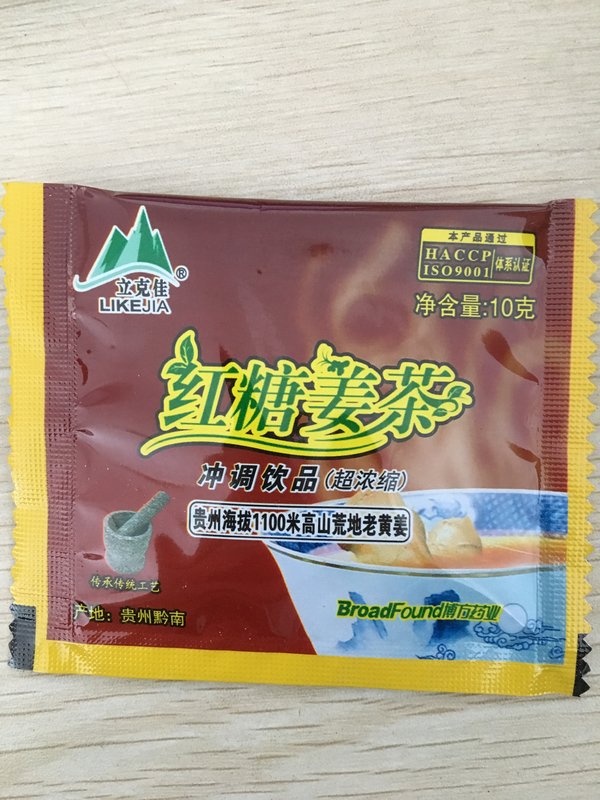 立克佳®
LIKEJIA
本产品通过
HACCP
ISO9001
体系认证
净含量:10克
红糖姜茶
冲调饮品(超浓缩)
贵州海拔1100米高山荒地老黄姜
传承传统工艺
产地：贵州黔南
BroadFound博方药业